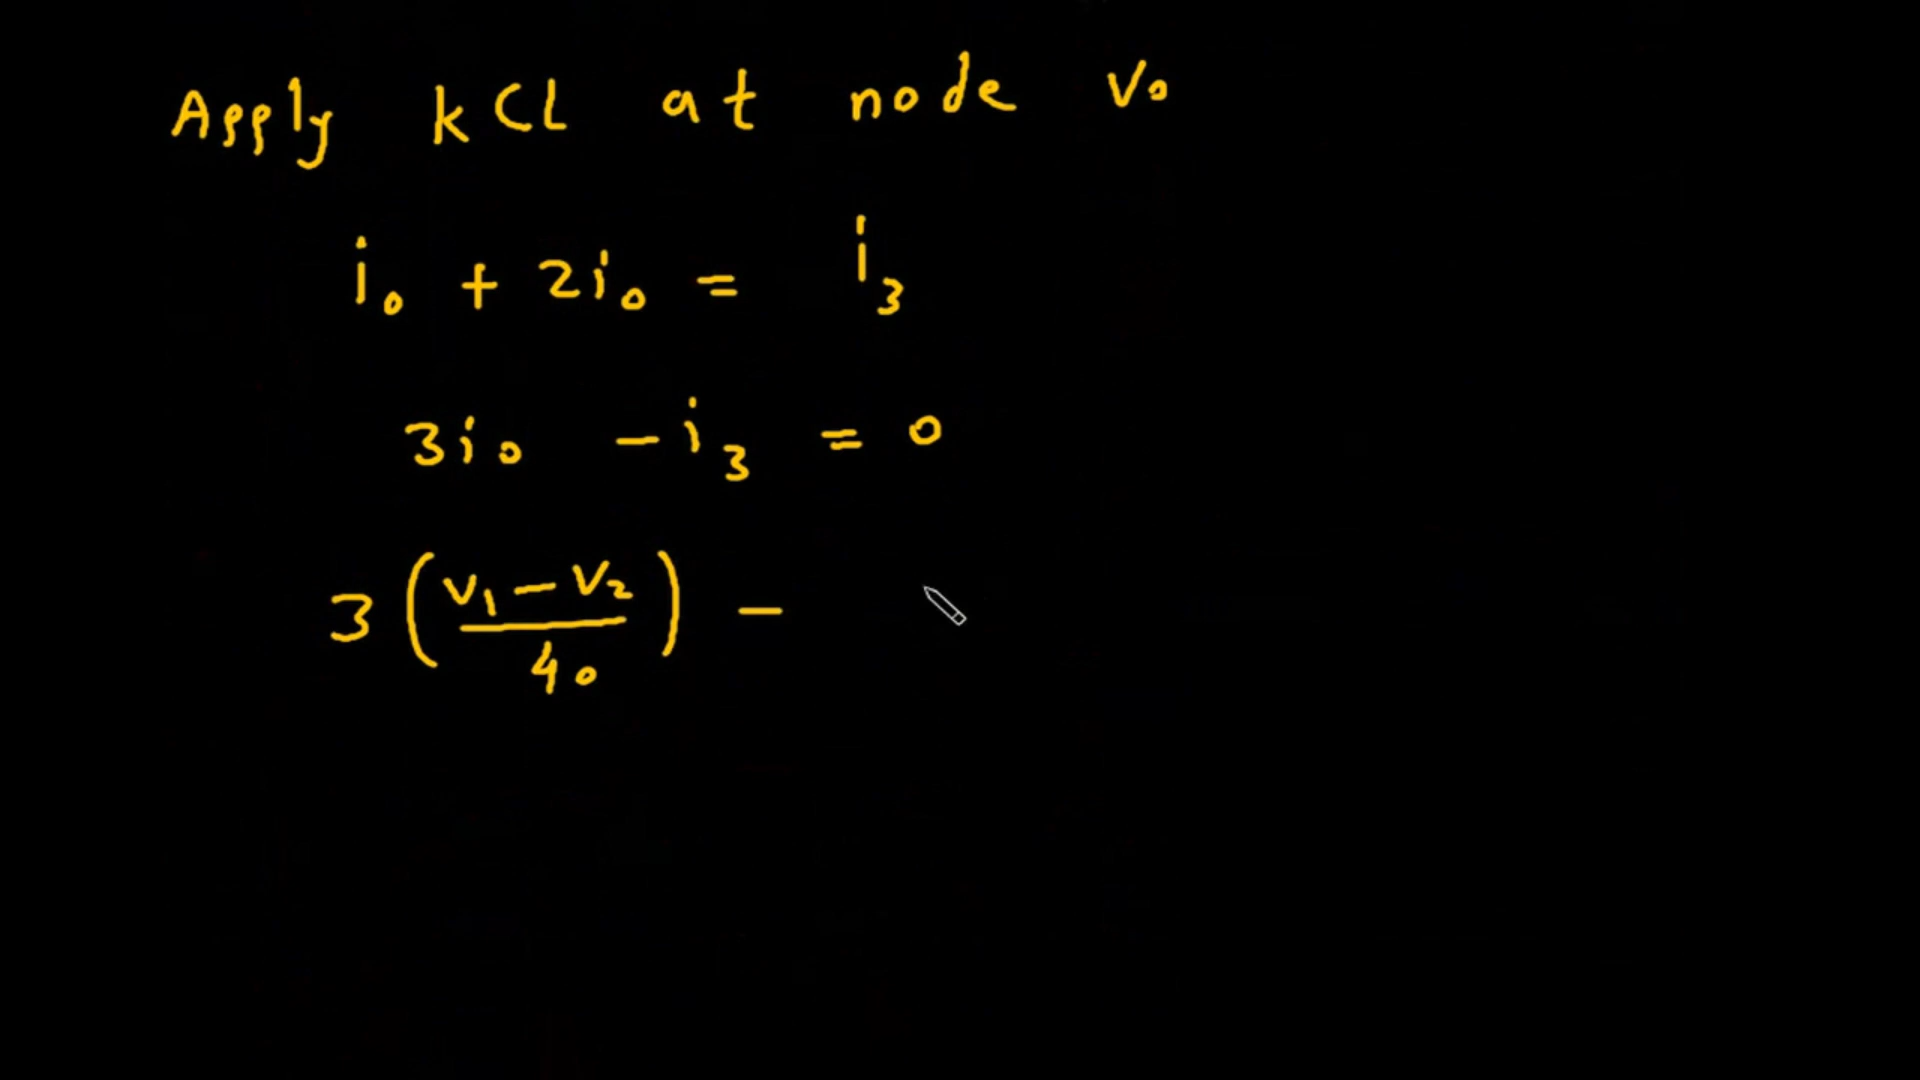 Apply kCL at node v₀
i₀ + 2i₀ = i₃
3i₀ - i₃ = 0
3 ( (v₁ - v₂) / 40 ) -